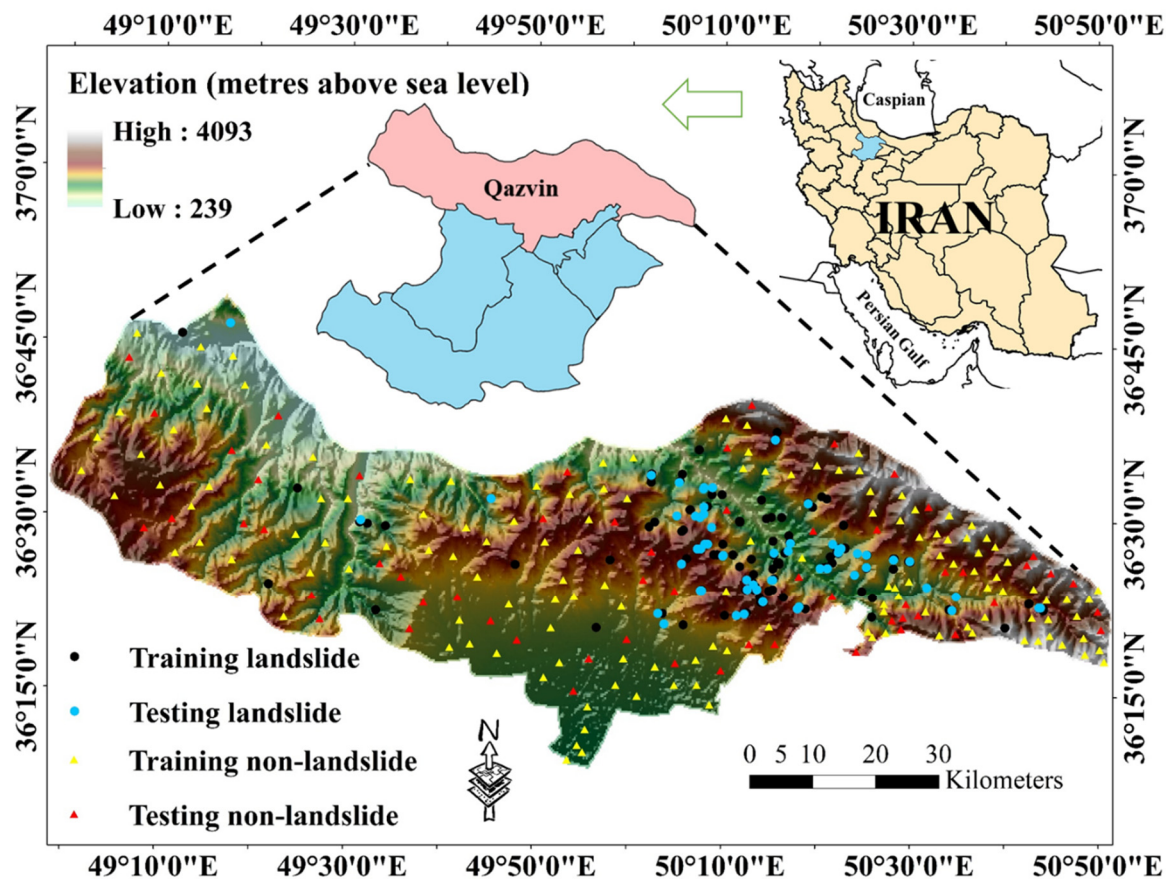 49°10'0"E 49°30'0"E 49°50'0"E 50°10'0"E 50°30'0"E 50°50'0"E
Elevation (metres above sea level)
High : 4093
Low : 239
Qazvin
Caspian
IRAN
Persian Gulf
37°0'0"N
36°45'0"N
36°30'0"N
36°15'0"N
37°0'0"N
36°45'0"N
36°30'0"N
36°15'0"N
Training landslide
Testing landslide
Training non-landslide
Testing non-landslide
N
0 5 10 20 30
Kilometers
49°10'0"E 49°30'0"E 49°50'0"E 50°10'0"E 50°30'0"E 50°50'0"E